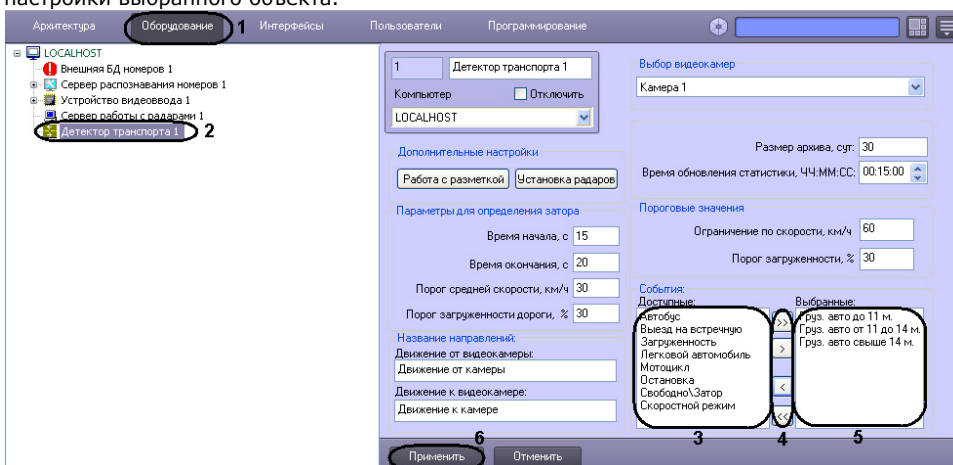 настройки выбранного объекта.
Архитектура Оборудование 1 Интерфейсы Пользователи Программирование
LOCALHOST
Внешняя БД номеров 1
Сервер распознавания номеров 1
Устройство видеоввода 1
Сервер работы с радарами 1
Детектор транспорта 1 2
1 Детектор транспорта 1
Компьютер Отключить
LOCALHOST
Дополнительные настройки
Работа с разметкой Установка радаров
Параметры для определения затора
Время начала, с 15
Время окончания, с 20
Порог средней скорости, км/ч 30
Порог загруженности дороги, % 30
Название направлений:
Движение от видеокамеры:
Движение от камеры
Движение к видеокамере:
Движение к камере
Выбор видеокамер
Камера 1
Размер архива, сут: 30
Время обновления статистики, ЧЧ:ММ:СС: 00:15:00
Пороговые значения
Ограничение по скорости, км/ч 60
Порог загруженности, % 30
События:
Доступные: Выбранные:
Автобус
Выезд на встречную
Загруженность
Легковой автомобиль
Мотоцикл
Остановка
Свободно\Затор
Скоростной режим
>>
>
<
<<
Груз. авто до 11 м.
Груз. авто от 11 до 14 м.
Груз. авто свыше 14 м.
3 4 5
6
Применить Отменить